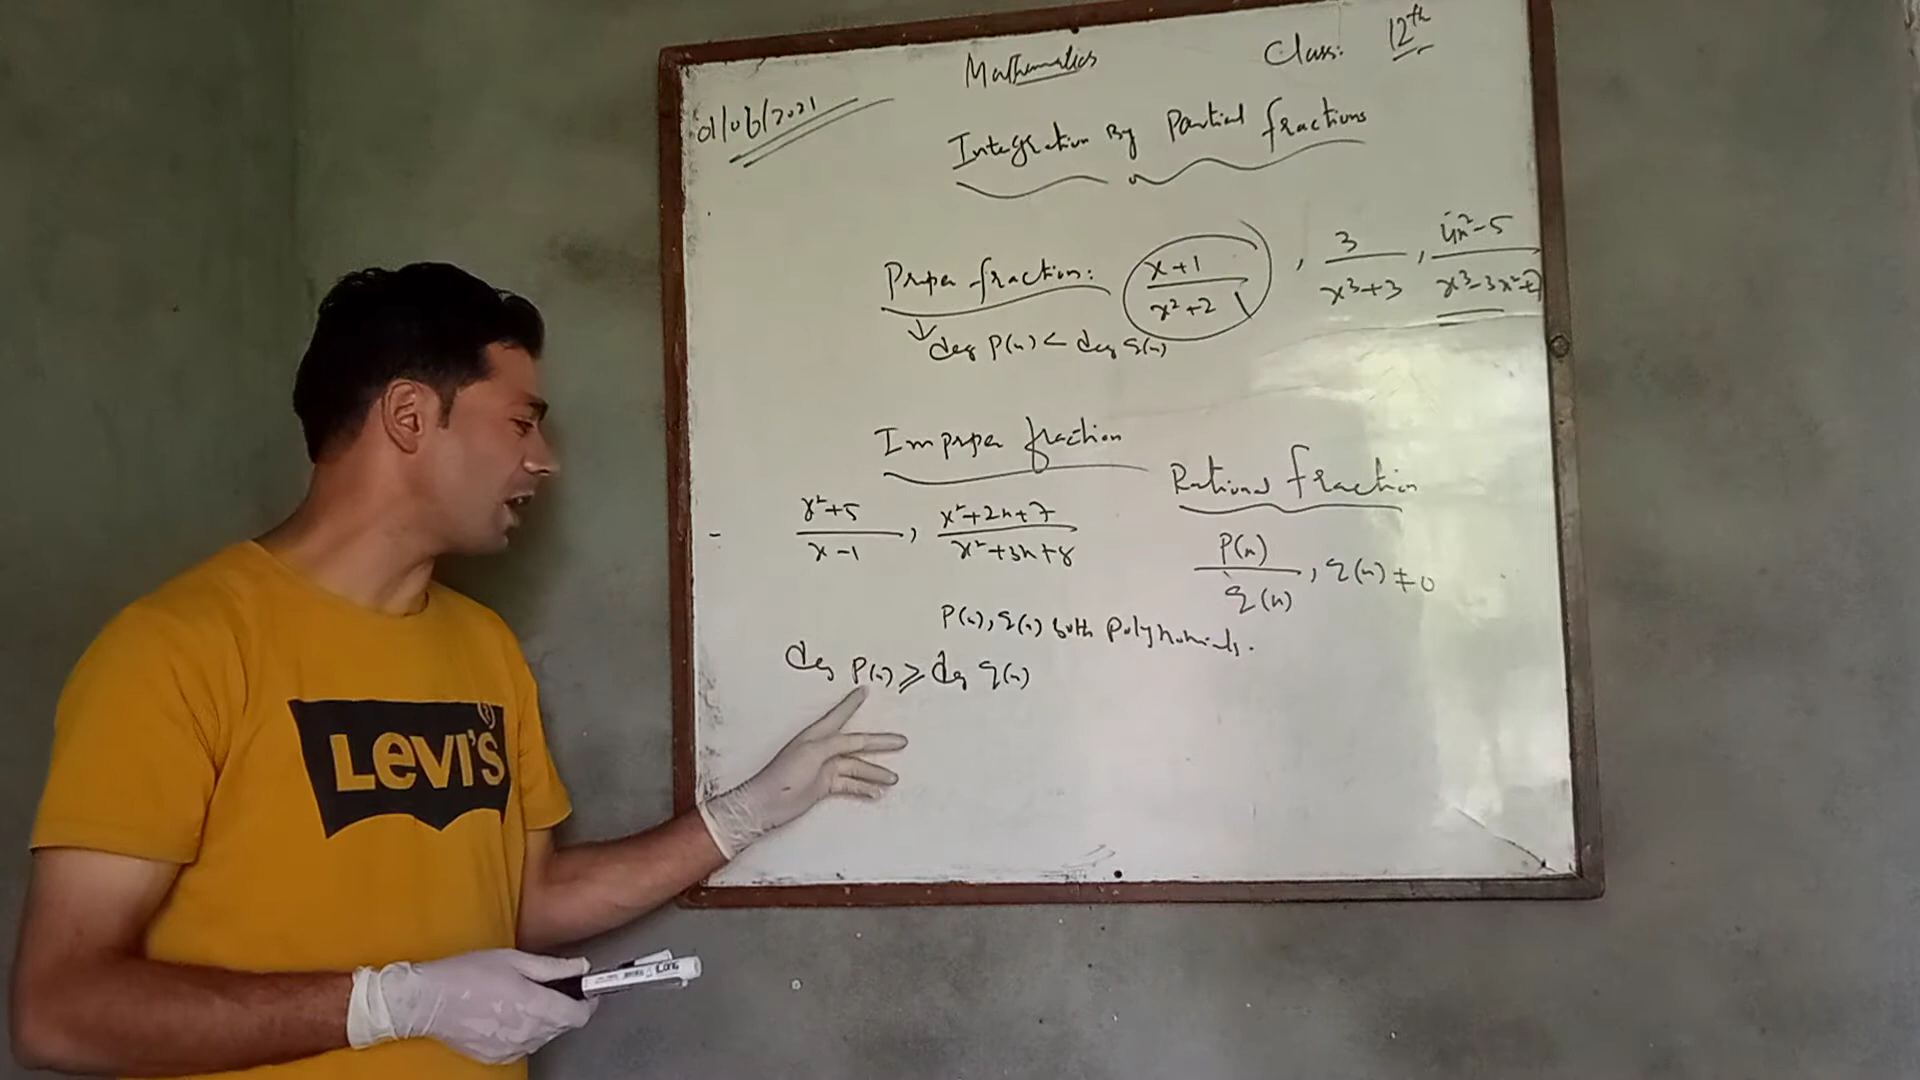 Mathematics Class: 12th
01/06/2021
Integration By Partial fractions
Proper fraction: x+1/x²+2, 3/x³+3, 4x²-5/x³-3x²+7
deg P(x) < deg q(x)
Improper fraction
Rational fraction
x²+5/x-1, x²+2x+7/x²+3x+8
P(x)/q(x), q(x) ≠ 0
P(x), q(x) both polynomials.
deg P(x) ⩾ deg q(x)
LEVI'S
®